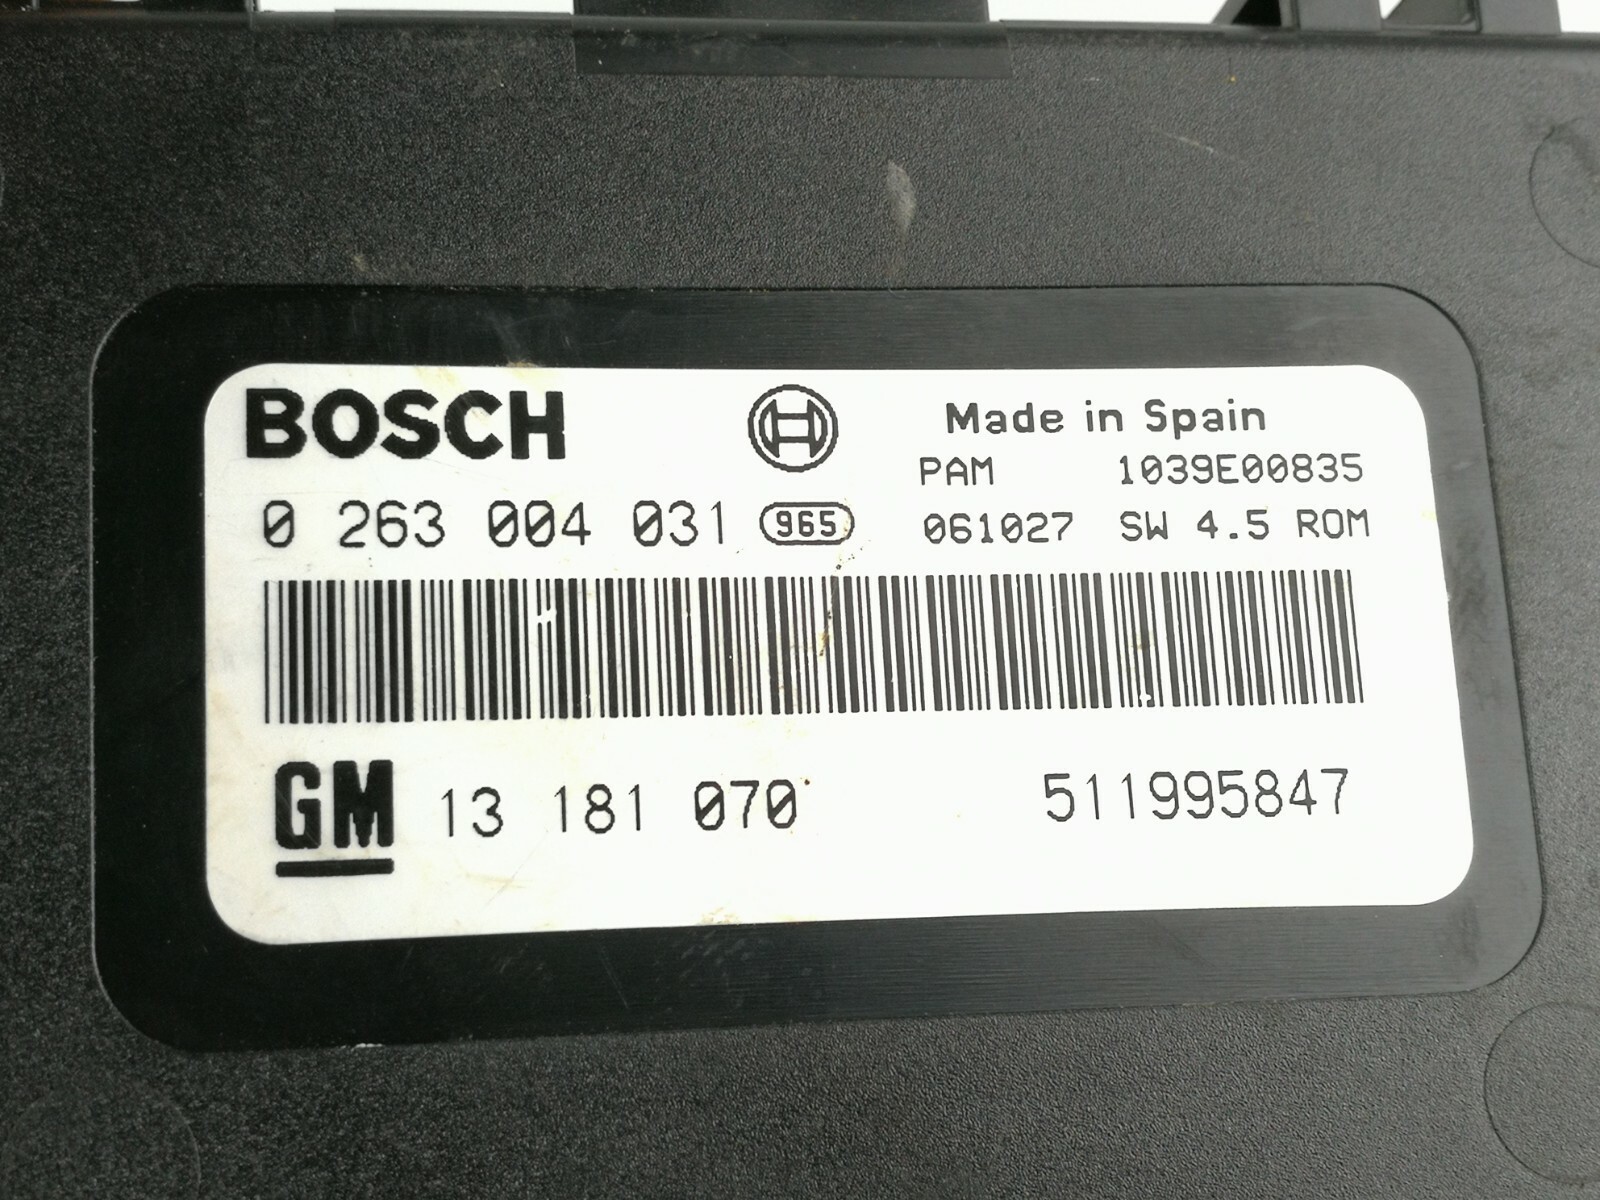 BOSCH
Made in Spain
PAM 1039E00835
0 263 004 031 965 061027 SW 4.5 ROM
GM 13 181 070 511995847